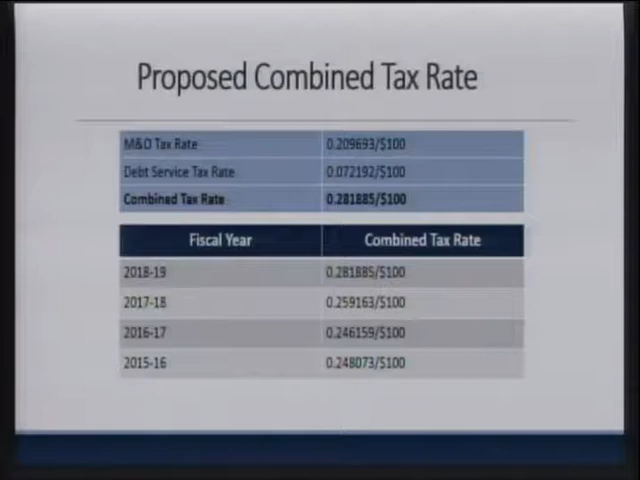 Proposed Combined Tax Rate
M&O Tax Rate 0.209693/$100
Debt Service Tax Rate 0.072192/$100
Combined Tax Rate 0.281885/$100
Fiscal Year Combined Tax Rate
2018-19 0.281885/$100
2017-18 0.259163/$100
2016-17 0.246159/$100
2015-16 0.248073/$100